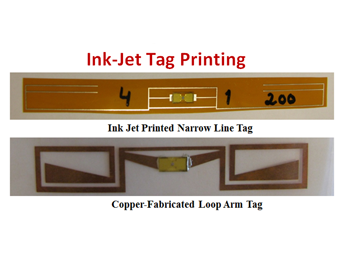 Ink-Jet Tag Printing
4 1 200
Ink Jet Printed Narrow Line Tag
Copper-Fabricated Loop Arm Tag